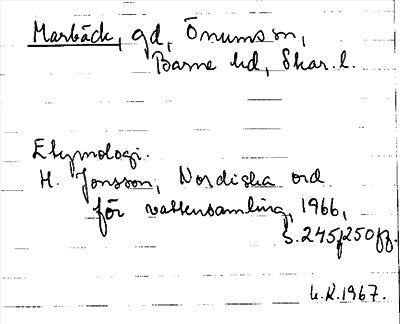 Marbäck, gd, Önums sn,
Barne hd, Skar. l.
Etymologi.
H. Jonsson, Nordiska ord
för vattensamling, 1966,
s. 245, 250 ff.
1967.